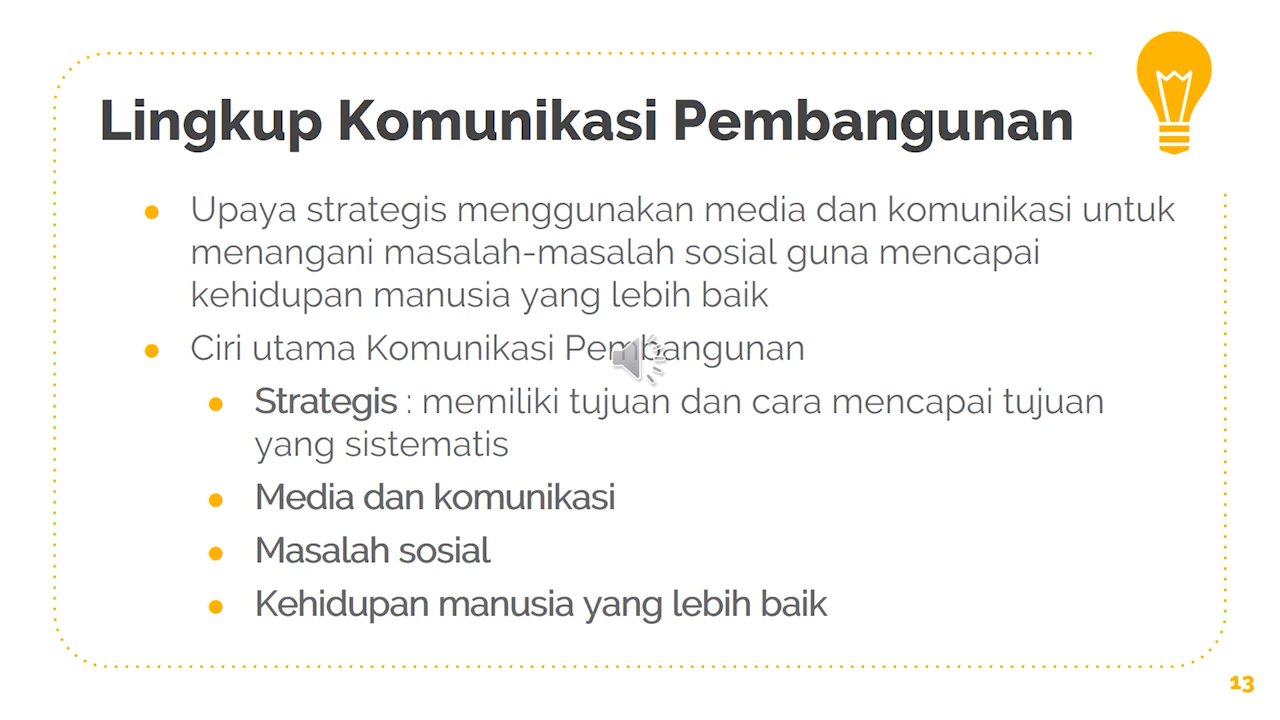 Lingkup Komunikasi Pembangunan
● Upaya strategis menggunakan media dan komunikasi untuk
menangani masalah-masalah sosial guna mencapai
kehidupan manusia yang lebih baik
● Ciri utama Komunikasi Pembangunan
● Strategis : memiliki tujuan dan cara mencapai tujuan
yang sistematis
● Media dan komunikasi
● Masalah sosial
● Kehidupan manusia yang lebih baik
13